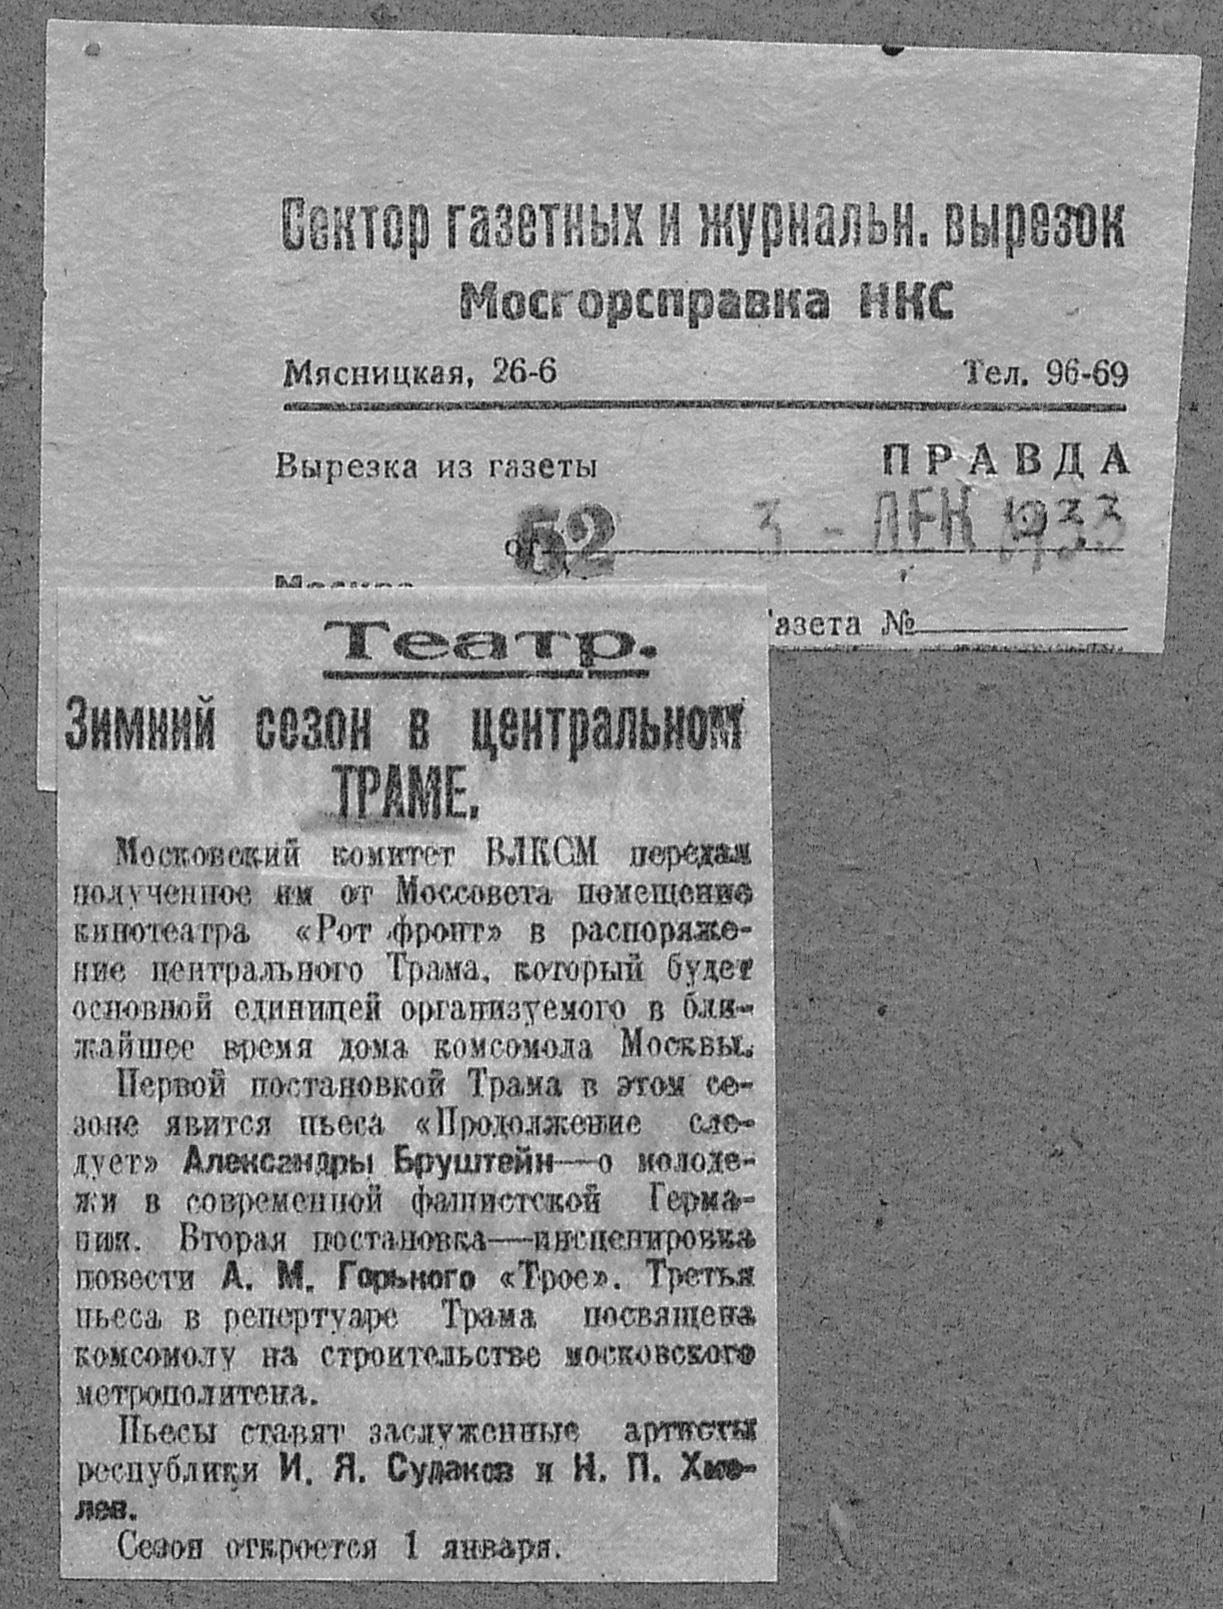 Сектор газетных и журнальн. вырезок
Мосгорсправка НКС
Мясницкая, 26-6 Тел. 96-69
Вырезка из газеты ПРАВДА
от 52 3 - ДЕК 1933
Москва
Газета №
Театр.
Зимний сезон в центральном
ТРАМЕ.
Московский комитет ВЛКСМ передал
полученное им от Моссовета помещение
кинотеатра «Рот фронт» в распоряже-
ние центрального Трама, который будет
основной единицей организуемого в бли-
жайшее время дома комсомола Москвы.
Первой постановкой Трама в этом се-
зоне явится пьеса «Продолжение сле-
дует» Александры Бруштейн—о молоде-
жи в современной фашистской Герма-
нии. Вторая постановка—инсценировка
повести А. М. Горького «Трое». Третья
пьеса в репертуаре Трама посвящена
комсомолу на строительстве московского
метрополитена.
Пьесы ставят заслуженные артисты
республики И. Я. Судаков и Н. П. Хме-
лев.
Сезон откроется 1 января.